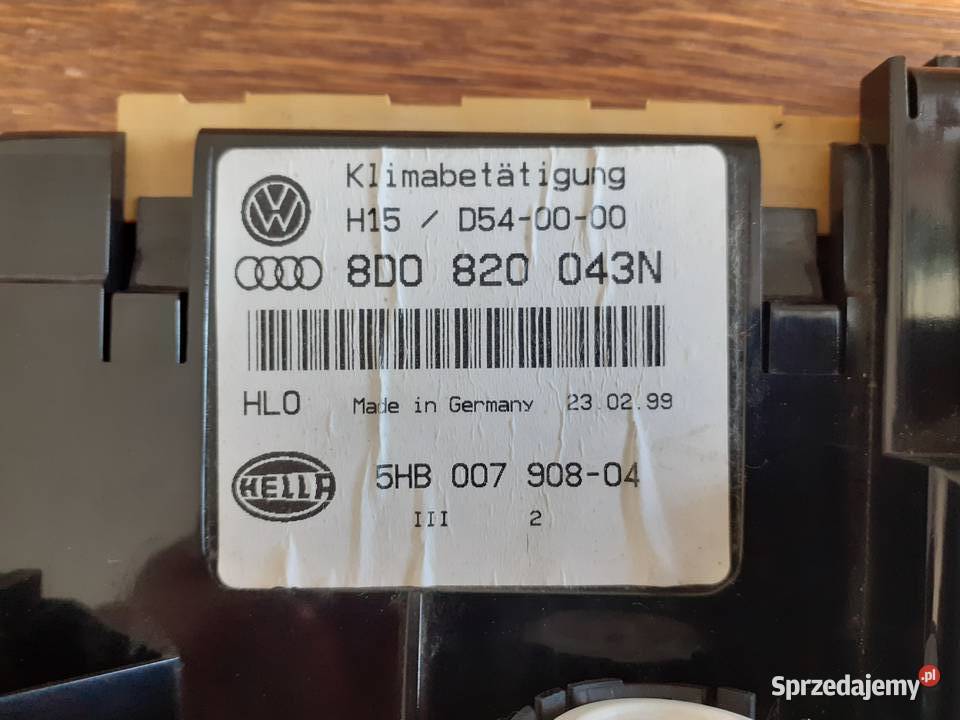 Klimabetätigung
H15 / D54-00-00
8D0 820 043N
HLO Made in Germany 23.02.99
HELLA 5HB 007 908-04
III 2
Sprzedajemy.pl